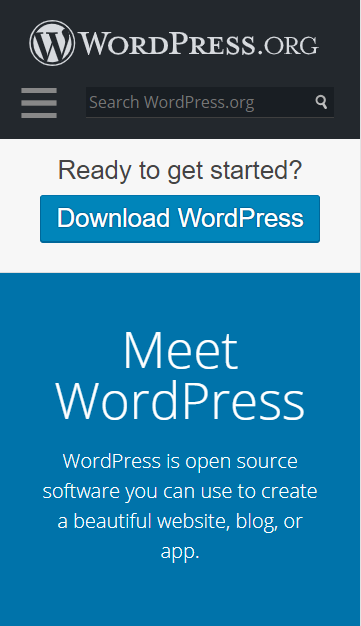 WORDPRESS.ORG
Search WordPress.org
Ready to get started?
Download WordPress
Meet
WordPress
WordPress is open source
software you can use to create
a beautiful website, blog, or
app.